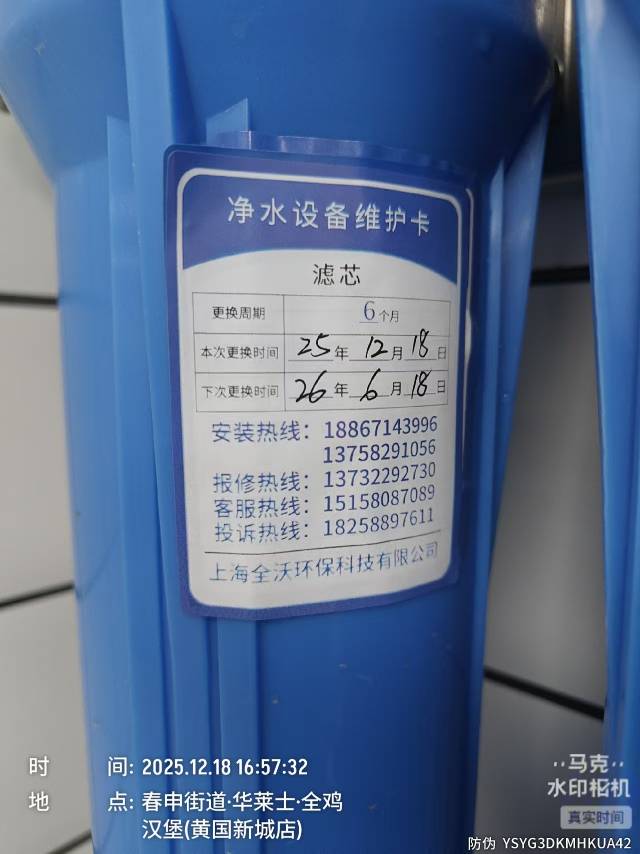 净水设备维护卡
滤芯
更换周期 6个月
本次更换时间 25年 12月 18日
下次更换时间 26年 6月 18日
安装热线：18867143996
13758291056
报修热线：13732292730
客服热线：15158087089
投诉热线：18258897611
上海全沃环保科技有限公司
时 间: 2025.12.18 16:57:32
地 点: 春申街道·华莱士·全鸡
汉堡(黄国新城店)
马克
水印相机
真实时间
防伪 YSYG3DKMHKUA42